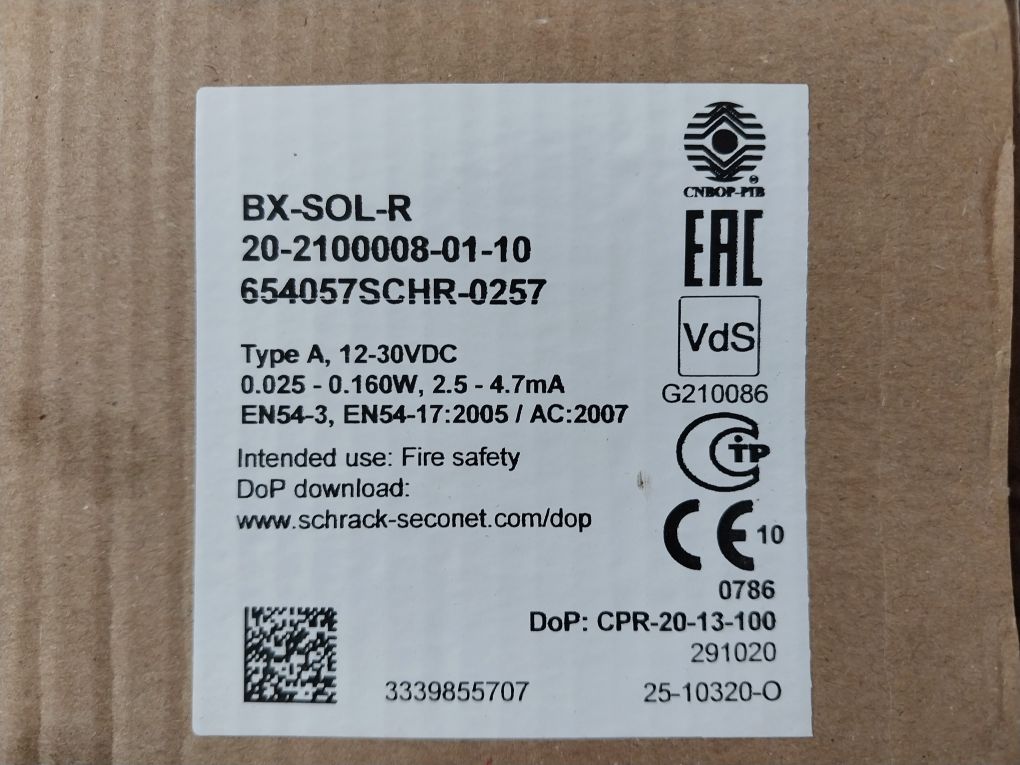 CNBOP-PIB
EAC
BX-SOL-R
20-2100008-01-10
654057SCHR-0257
VdS
G210086
Type A, 12-30VDC
0.025 - 0.160W, 2.5 - 4.7mA
EN54-3, EN54-17:2005 / AC:2007
Intended use: Fire safety
DoP download:
www.schrack-seconet.com/dop
CTP
CE 10
0786
DoP: CPR-20-13-100
291020
3339855707
25-10320-O